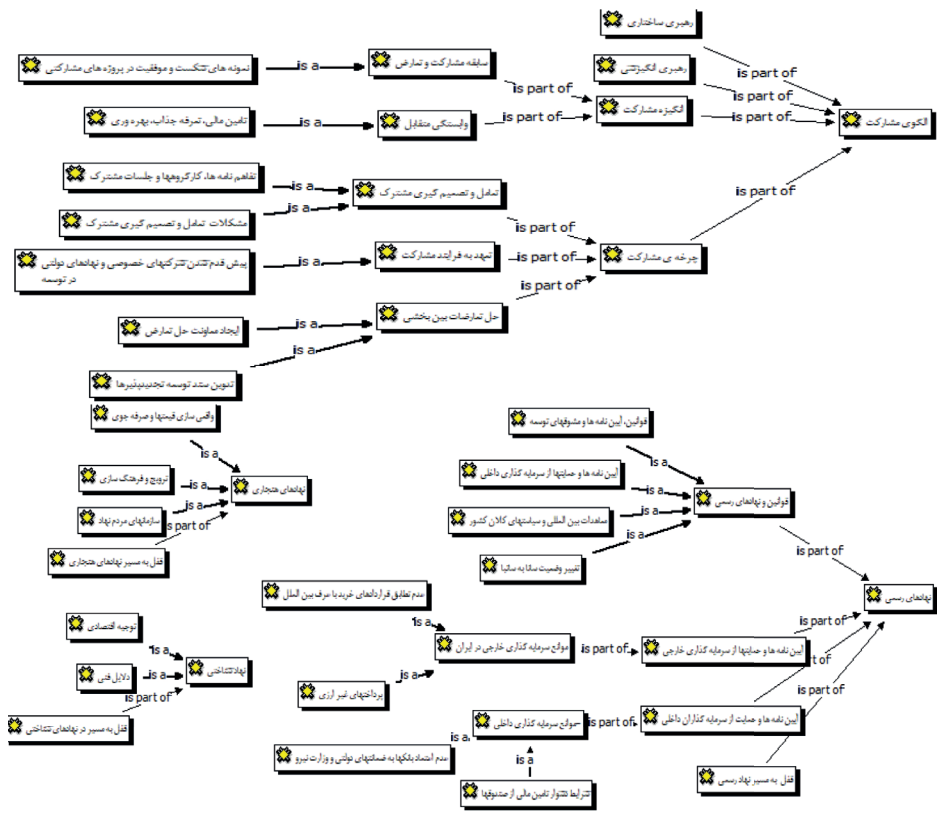 رهبری ساختاری
is part of
رهبری انگیزشی
نمونه های شکست و موفقیت در پروژه های مشارکتی
is a
سابقه مشارکت و تعارض
is part of
انگیزه مشارکت
is part of
الگوی مشارکت
تامین مالی، تعرفه جذاب، بهره وری
is a
وابستگی متقابل
is part of
تفاهم نامه ها، کارگروهها و جلسات مشترک
is a
تعامل و تصمیم گیری مشترک
is part of
مشکلات تعامل و تصمیم گیری مشترک
is a
is part of
پیش قدم شدن شرکتهای خصوصی و نهادهای دولتی
در توسعه
is a
تعهد به فرایند مشارکت
is part of
چرخه ی مشارکت
is part of
حل تعارضات بین بخشی
ایجاد معاونت حل تعارض
is a
is a
تدوین سند توسعه تجدیدپذیرها
واقعی سازی قیمتها و صرفه جوی
is a
ترویج و فرهنگ سازی
is a
نهادهای هنجاری
سازمانهای مردم نهاد
is a
is part of
قفل به مسیر نهادهای هنجاری
قوانین، آیین نامه ها و مشوقهای توسعه
is a
آیین نامه ها و حمایتها از سرمایه گذاری داخلی
is a
قوانین و نهادهای رسمی
معاهدات بین المللی و سیاستهای کلان کشور
is a
is a
تغییر وضعیت سانا به ساتبا
is part of
نهادهای رسمی
عدم تطابق قراردادهای خرید با عرف بین الملل
is a
موانع سرمایه گذاری خارجی در ایران
is part of
آیین نامه ها و حمایتها از سرمایه گذاری خارجی
is part of
پرداختهای غیر ارزی
is a
of
is part of
توجیه اقتصادی
is a
نهاد شناختی
دلایل فنی
is a
is part of
قفل به مسیر در نهادهای شناختی
موانع سرمایه گذاری داخلی
is part of
آیین نامه ها و حمایت از سرمایه گذاران داخلی
عدم اعتماد بانکها به ضمانتهای دولتی و وزارت نیرو
is a
is a
شرایط دشوار تامین مالی از صندوقها
قفل به مسیر نهاد رسمی